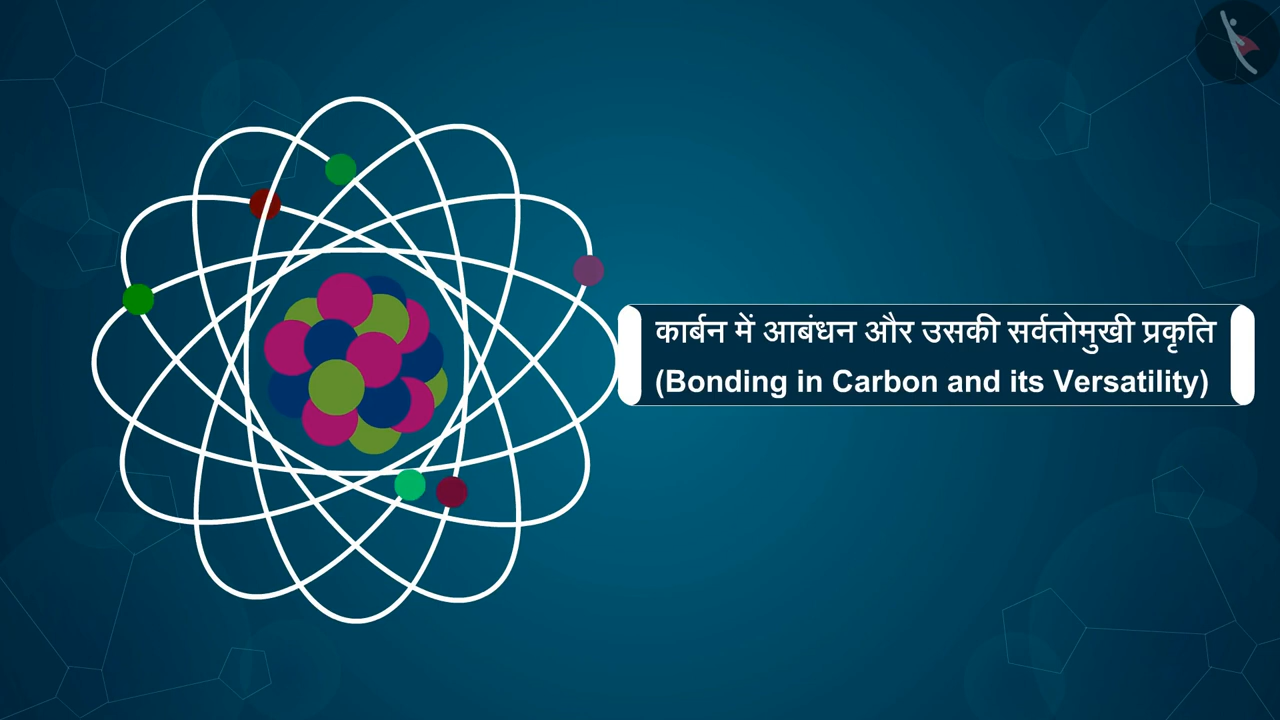 कार्बन में आबंधन और उसकी सर्वतोमुखी प्रकृति
(Bonding in Carbon and its Versatility)